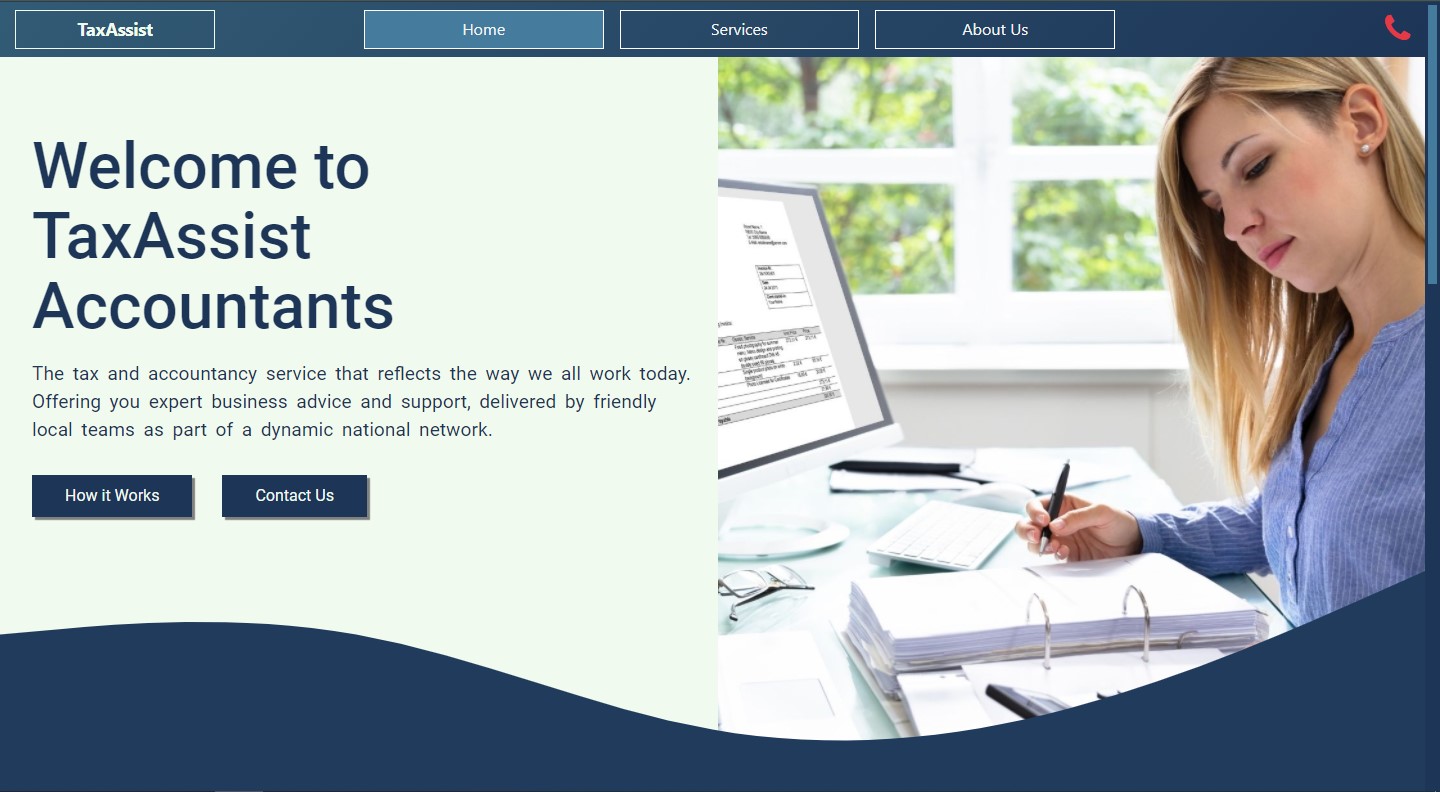 TaxAssist
Home
Services
About Us
Welcome to
TaxAssist
Accountants
The tax and accountancy service that reflects the way we all work today.
Offering you expert business advice and support, delivered by friendly
local teams as part of a dynamic national network.
How it Works
Contact Us